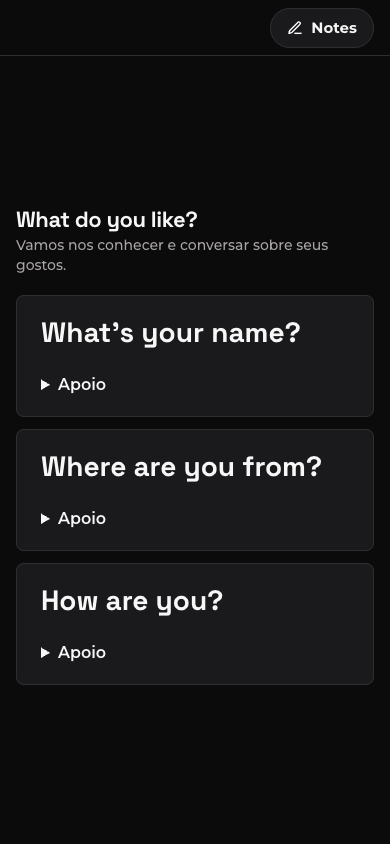 Notes
What do you like?
Vamos nos conhecer e conversar sobre seus
gostos.
What's your name?
Apoio
Where are you from?
Apoio
How are you?
Apoio